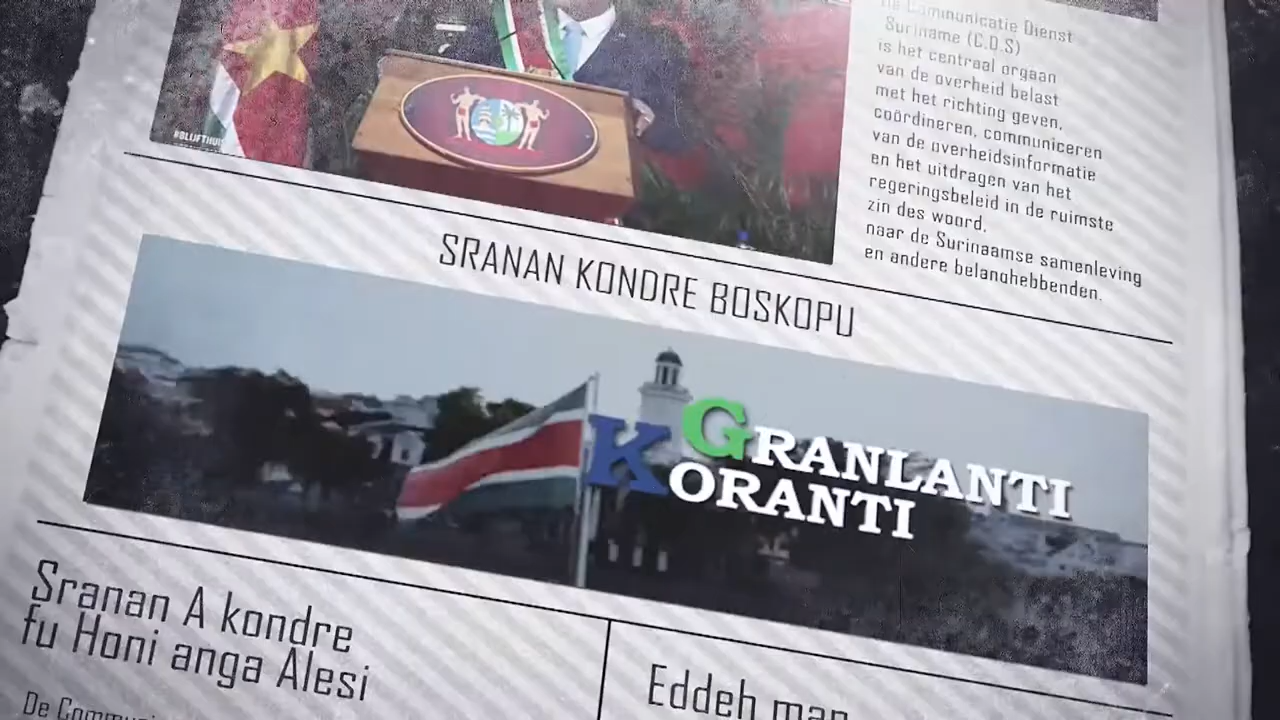 de Communicatie Dienst
Suriname (C.D.S)
is het centraal orgaan
van de overheid belast
met het richting geven,
coördineren, communiceren
van de overheidsinformatie
en het uitdragen van het
regeringsbeleid in de ruimste
zin des woord,
naar de Surinaamse samenleving
en andere belanghebbenden.
#BLIJFTHUIS
SRANAN KONDRE BOSKOPU
GRANLANTI
KORANTI
Sranan A kondre
fu Honi anga Alesi
De
Eddeh man